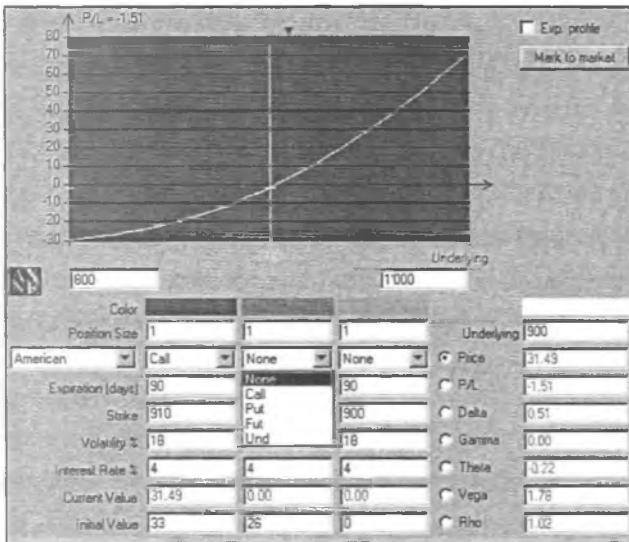 P/L = -1.51
80
70
60
50
40
30
20
10
0
-10
-20
-30
Exp. profile
Mark to market
Underlying
800
1'000
Color
Position Size 1 1 1 Underlying 900
American Call None None Price 31.49
Expiration (days) 90 None 90 P/L -1.51
Call
Put
Strike 910 900 Delta 0.51
Fut
Volatility % 18 Und 18 Gamma 0.00
Interest Rate % 4 4 4 Theta -0.22
Current Value 31.49 0.00 0.00 Vega 1.78
Initial Value 33 26 0 Rho 1.02